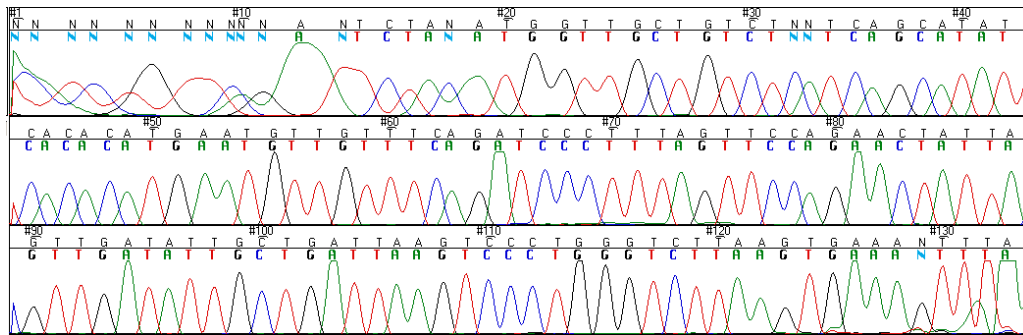 #1 #10 #20 #30 #40
N N N N N N N N N N N A N T C T A N A T G G T T G C T G T C T N N T C A G C A T A T
N N N N N N N N N N N A N T C T A N A T G G T T G C T G T C T N N T C A G C A T A T
#50 #60 #70 #80
C A C A C A T G A A T G T T G T T T C A G A T C C C T T T A G T T C C A G A A C T A T T A
C A C A C A T G A A T G T T G T T T C A G A T C C C T T T A G T T C C A G A A C T A T T A
#90 #100 #110 #120 #130
G T T G A T A T T G C T G A T T A A G T C C C T G G G T C T T A A G T G A A A N T T T A
G T T G A T A T T G C T G A T T A A G T C C C T G G G T C T T A A G T G A A A N T T T A